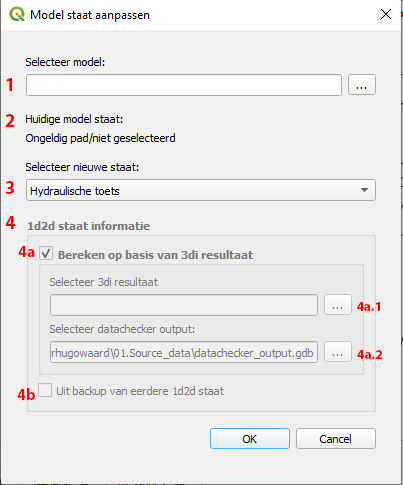 Model staat aanpassen
Selecteer model:
1 ...
2 Huidige model staat:
Ongeldig pad/niet geselecteerd
Selecteer nieuwe staat:
3 Hydraulische toets
4 1d2d staat informatie
4a Bereken op basis van 3di resultaat
Selecteer 3di resultaat
... 4a.1
Selecteer datachecker output:
rhugowaard\01.Source_data\datachecker_output.gdb ... 4a.2
4b Uit backup van eerdere 1d2d staat
OK Cancel